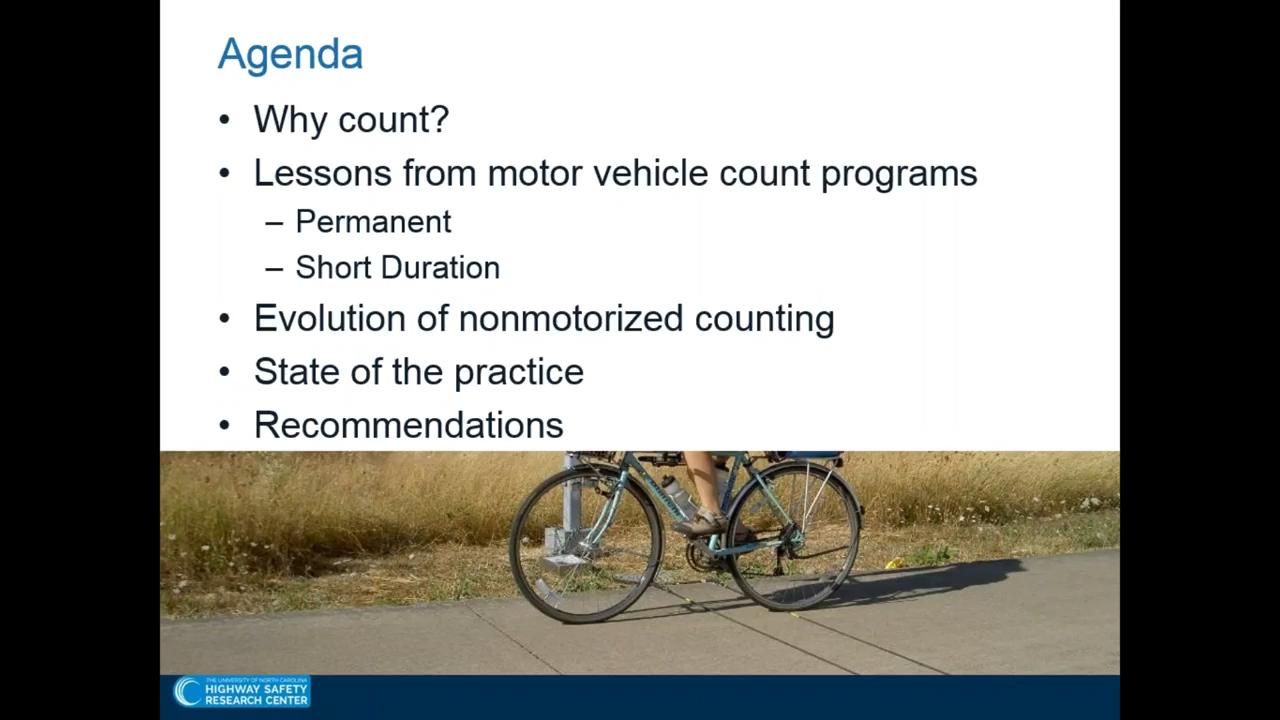 Agenda
• Why count?
• Lessons from motor vehicle count programs
– Permanent
– Short Duration
• Evolution of nonmotorized counting
• State of the practice
• Recommendations
THE UNIVERSITY OF NORTH CAROLINA
HIGHWAY SAFETY
RESEARCH CENTER